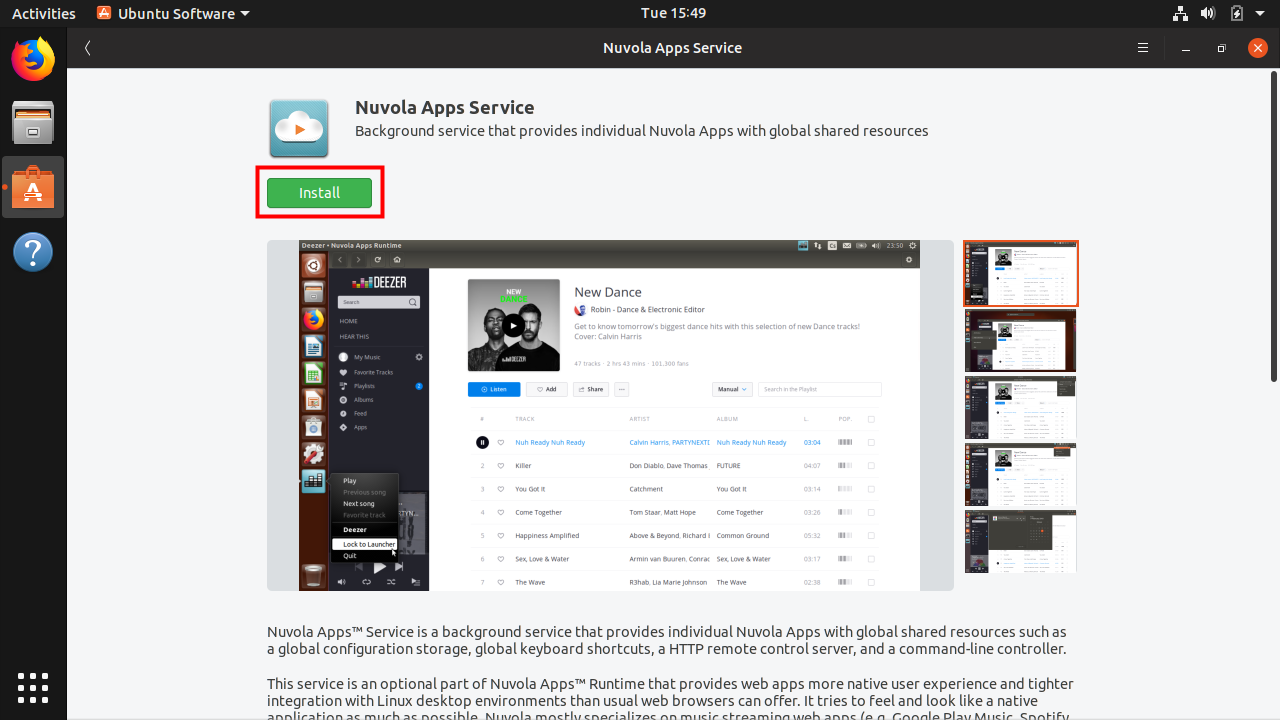 Activities Ubuntu Software Tue 15:49
Nuvola Apps Service
Nuvola Apps Service
Background service that provides individual Nuvola Apps with global shared resources
Install
Deezer • Nuvola Apps Runtime 23:50
DEEZER
Search
HOME
HEAR THIS
My Music
Favorite Tracks
Playlists
Albums
Feed
Apps
Play
Previous song
Next song
Favorite track
Deezer
Lock to Launcher
Quit
NEW
DANCE
DEEZER
New Dance
Robin - Dance & Electronic Editor
Get to know tomorrow's biggest dance hits with this selection of new Dance tracks!
Cover: Calvin Harris
47 tracks · 2 hrs 43 mins · 161,300 fans
Listen Add Share Manual Search in the Playlist
# TRACK ARTIST ALBUM L. POP.
Nuh Ready Nuh Ready Calvin Harris, PARTYNEXTD Nuh Ready Nuh Ready 03:04
2 Killer Don Diablo, Dave Thomas FUTURE 04:07
3 You Got It Catchment You Got It 03:14
4 Come Together Tom Staar, Matt Hope Come Together 03:26
5 Happiness Amplified Above & Beyond, Richard Common Ground 05:32
6 Sex, Love & Water Armin van Buuren, Conrad Sex, Love & Water 03:17
7 The Wave R3hab, Lia Marie Johnson The Wave 02:38
Nuvola Apps™ Service is a background service that provides individual Nuvola Apps with global shared resources such as
a global configuration storage, global keyboard shortcuts, a HTTP remote control server, and a command-line controller.
This service is an optional part of Nuvola Apps™ Runtime that provides web apps more native user experience and tighter
integration with Linux desktop environments than usual web browsers can offer. It tries to feel and look like a native
application as much as possible. Nuvola mostly specializes on music streaming web apps (e.g. Google Play Music, Spotify,